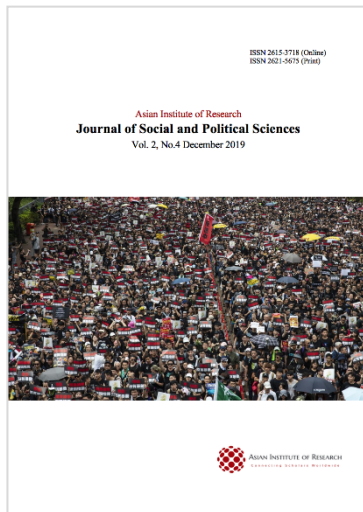 ISSN 2615-3718 (Online)
ISSN 2621-5675 (Print)
Asian Institute of Research
Journal of Social and Political Sciences
Vol. 2, No.4 December 2019
ASIAN INSTITUTE OF RESEARCH
Connecting Scholars Worldwide